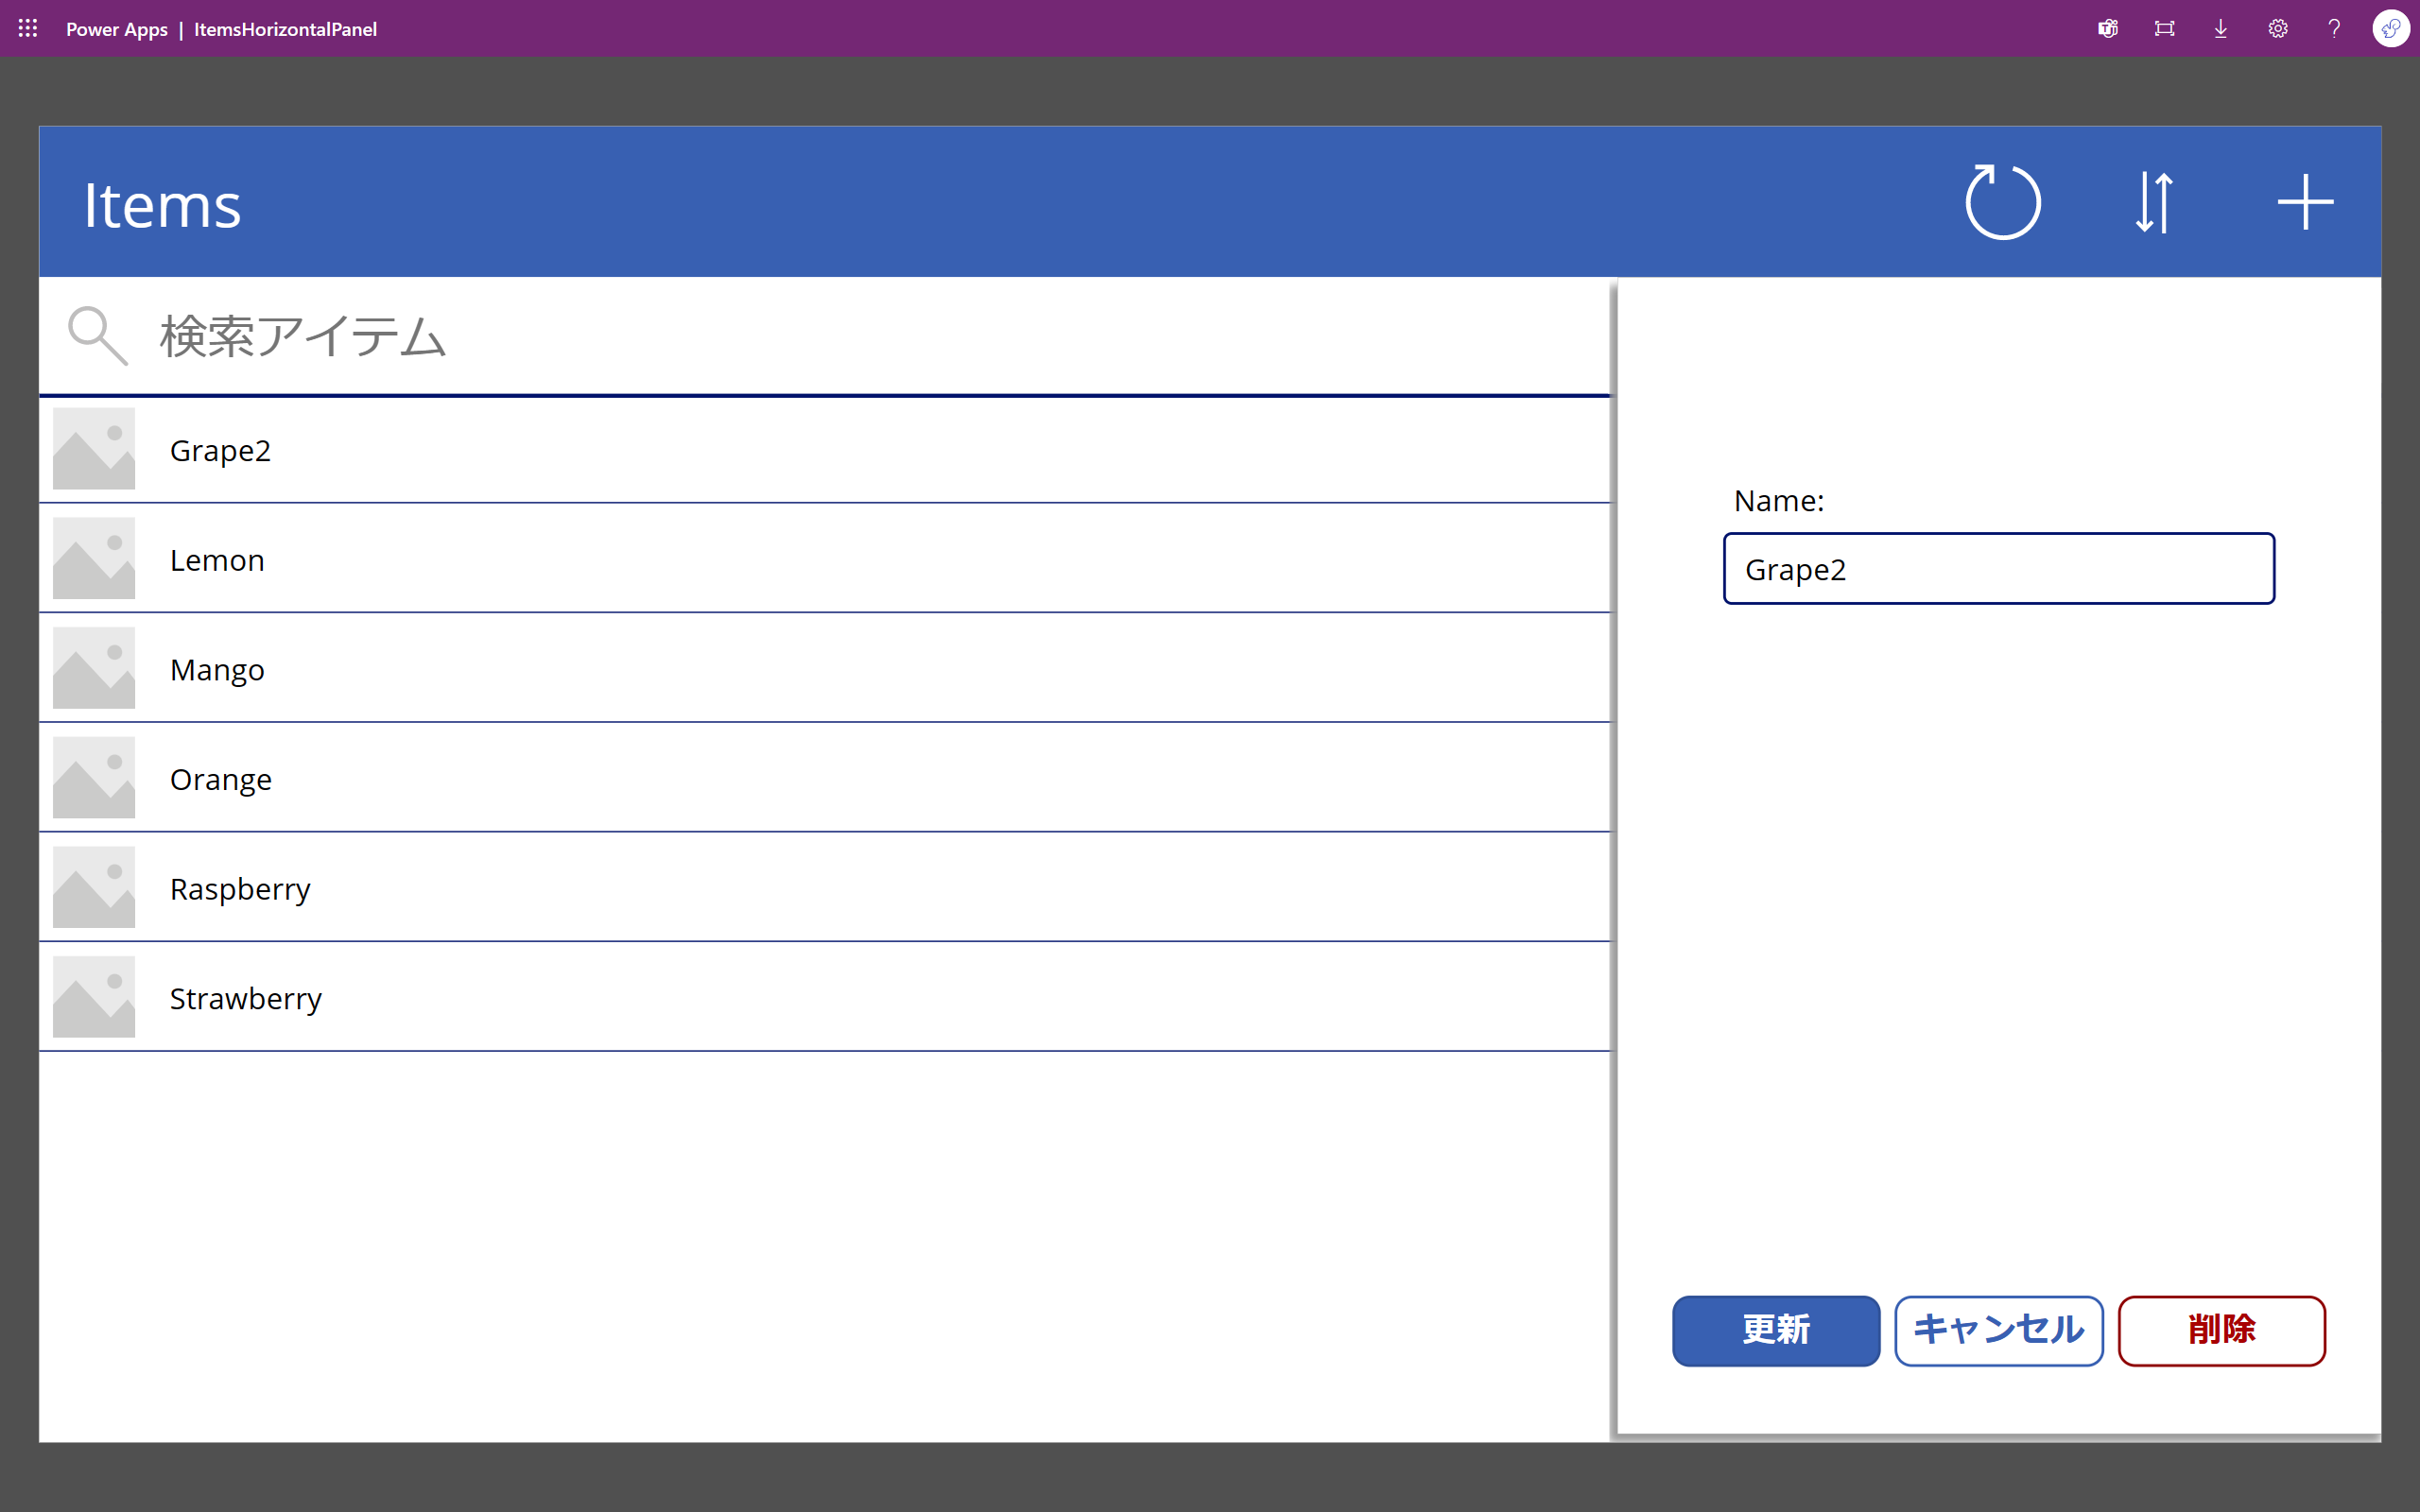 Power Apps | ItemsHorizontalPanel
Items
検索アイテム
Grape2
Lemon
Mango
Orange
Raspberry
Strawberry
Name:
Grape2
更新 キャンセル 削除